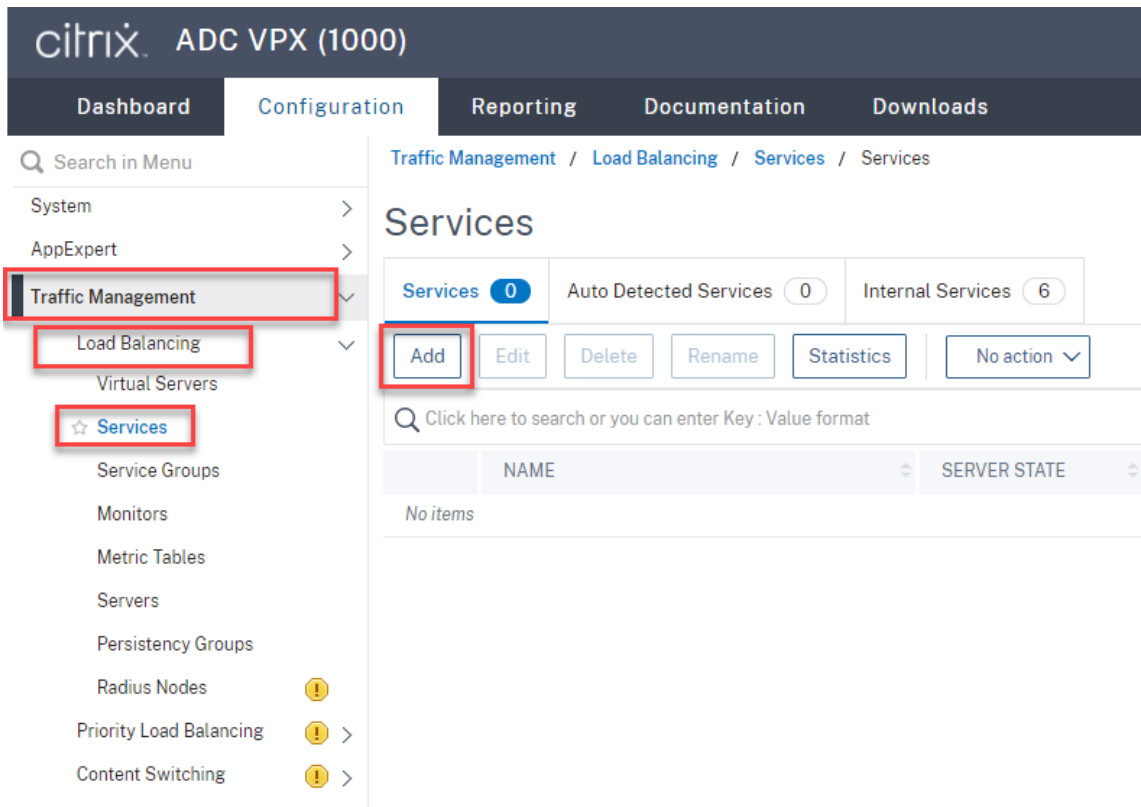 citrix. ADC VPX (1000)
Dashboard Configuration Reporting Documentation Downloads
Search in Menu
System
AppExpert
Traffic Management
Load Balancing
Virtual Servers
Services
Service Groups
Monitors
Metric Tables
Servers
Persistency Groups
Radius Nodes
Priority Load Balancing
Content Switching
Traffic Management / Load Balancing / Services / Services
Services
Services 0 Auto Detected Services 0 Internal Services 6
Add Edit Delete Rename Statistics No action
Click here to search or you can enter Key : Value format
NAME SERVER STATE
No items